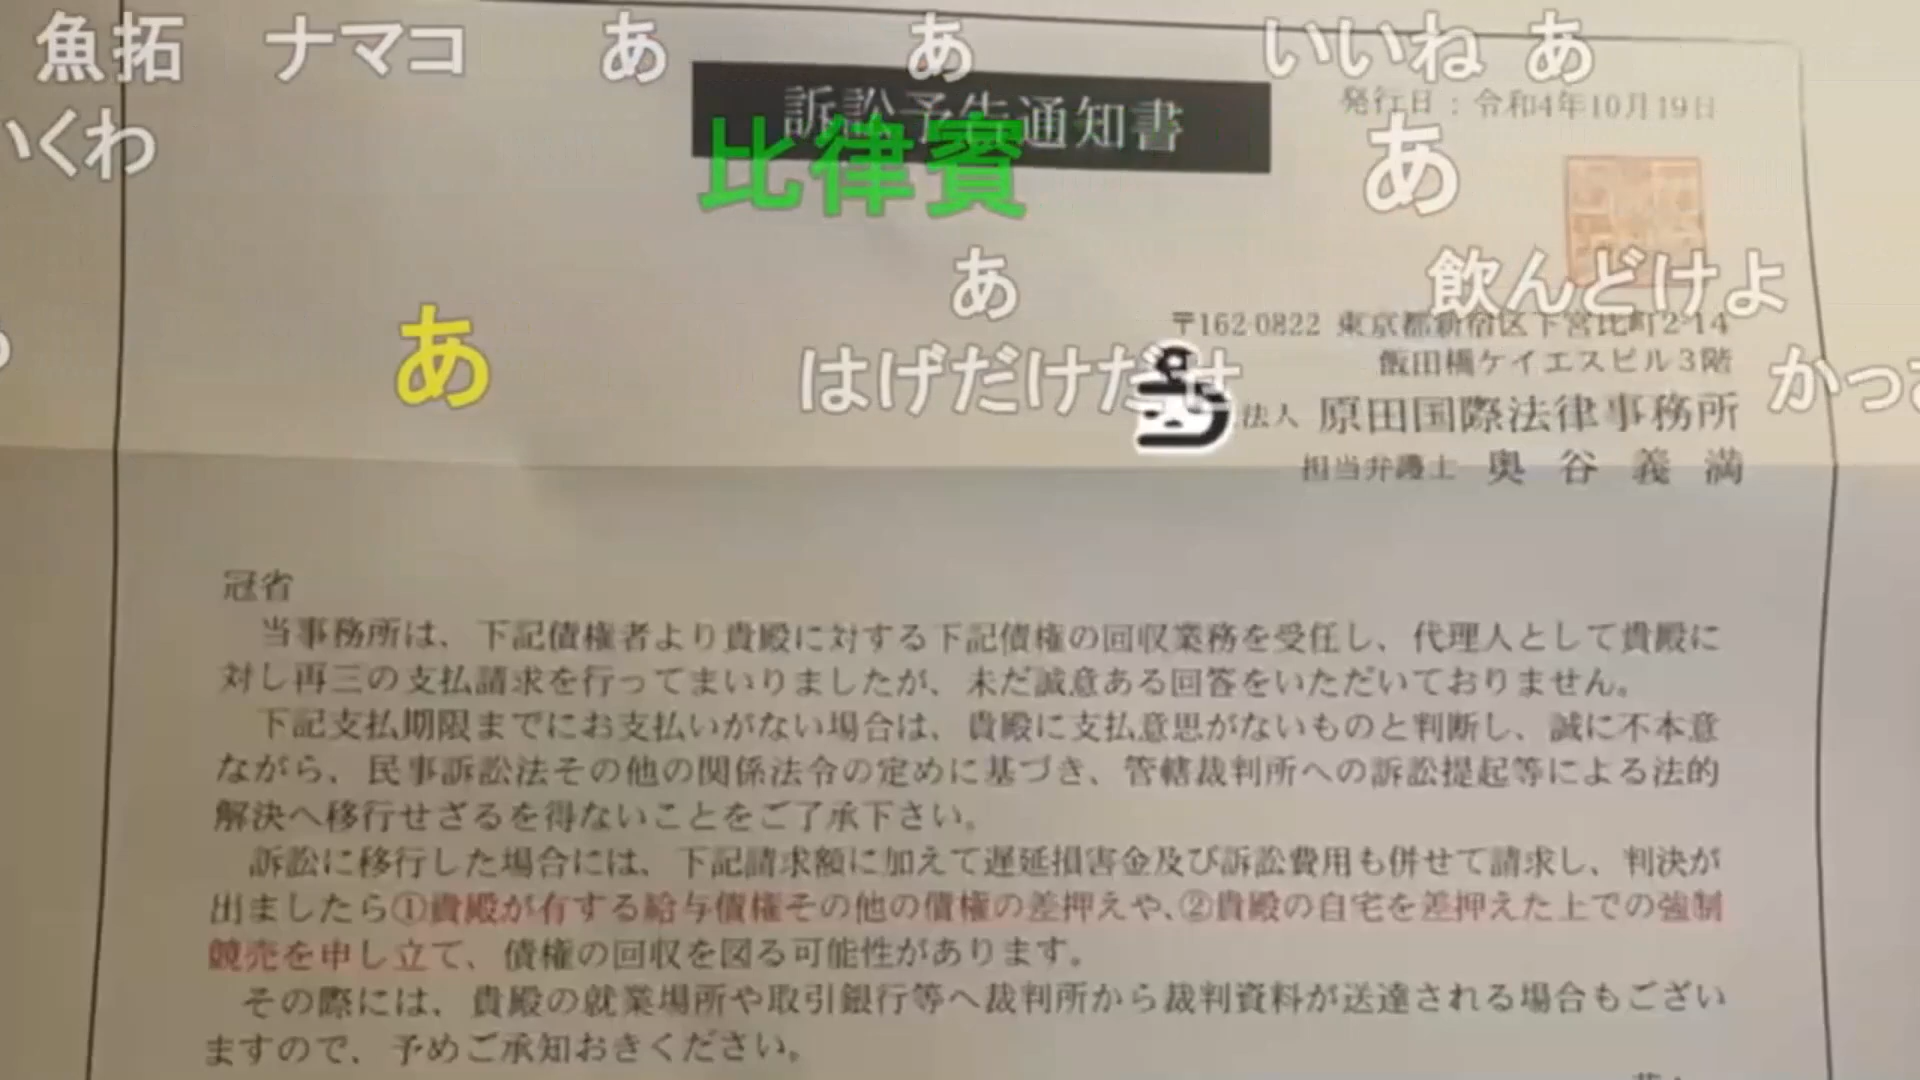 魚拓 ナマコ あ あ いいね あ
訴訟予告通知書
発行日：令和4年10月19日
いくわ
比律賓
あ
あ
飲んどけよ
〒162-0822 東京都新宿区下宮比町2-14
あ
はげだけだけ
飯田橋ケイエスビル3階
かっさ
法人 原田国際法律事務所
担当弁護士 奥谷義満
冠省
当事務所は、下記債権者より貴殿に対する下記債権の回収業務を受任し、代理人として貴殿に
対し再三の支払請求を行ってまいりましたが、未だ誠意ある回答をいただいておりません。
下記支払期限までにお支払いがない場合は、貴殿に支払意思がないものと判断し、誠に不本意
ながら、民事訴訟法その他の関係法令の定めに基づき、管轄裁判所への訴訟提起等による法的
解決へ移行せざるを得ないことをご了承下さい。
訴訟に移行した場合には、下記請求額に加えて遅延損害金及び訴訟費用も併せて請求し、判決が
出ましたら①貴殿が有する給与債権その他の債権の差押えや、②貴殿の自宅を差押えた上での強制
競売を申し立て、債権の回収を図る可能性があります。
その際には、貴殿の就業場所や取引銀行等へ裁判所から裁判資料が送達される場合もござい
ますので、予めご承知おきください。